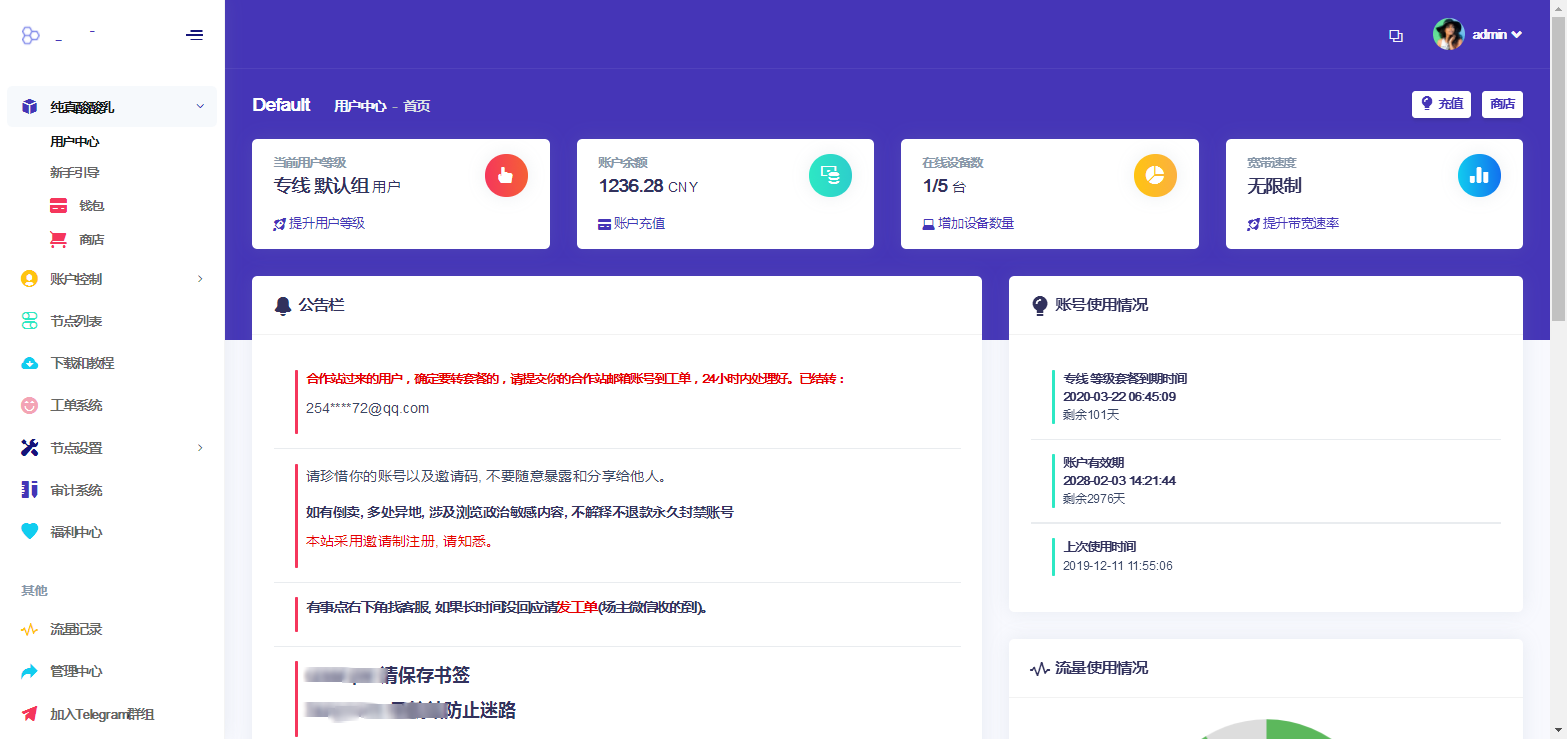 纯真酸酸乳
用户中心
新手引导
钱包
商店
账户控制
节点列表
下载和教程
工单系统
节点设置
审计系统
福利中心
其他
流量记录
管理中心
加入Telegram群组
admin
Default 用户中心 - 首页
充值 商店
当前用户等级
专线 默认组 用户
提升用户等级
账户余额
1236.28 CNY
账户充值
在线设备数
1/5 台
增加设备数量
宽带速度
无限制
提升带宽速率
公告栏
合作站过来的用户，确定要转套餐的，请提交你的合作站邮箱账号到工单，24小时内处理好。已结转：
254****72@qq.com
请珍惜你的账号以及邀请码, 不要随意暴露和分享给他人。
如有倒卖, 多处异地, 涉及浏览政治敏感内容, 不解释不退款永久封禁账号
本站采用邀请制注册, 请知悉。
有事点右下角找客服, 如果长时间没回应请发工单(场主微信收的到)。
请保存书签
防止迷路
账号使用情况
专线 等级套餐到期时间
2020-03-22 06:45:09
剩余101天
账户有效期
2028-02-03 14:21:44
剩余2976天
上次使用时间
2019-12-11 11:55:06
流量使用情况